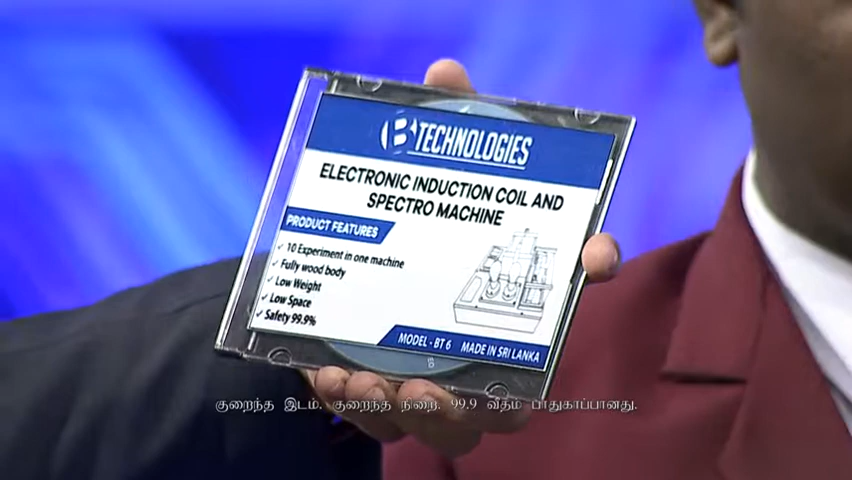 B TECHNOLOGIES
ELECTRONIC INDUCTION COIL AND
SPECTRO MACHINE
PRODUCT FEATURES
✓ 10 Experiment in one machine
✓ Fully wood body
✓ Low Weight
✓ Low Space
✓ Safety 99.9%
MODEL - BT 6 MADE IN SRI LANKA
குறைந்த இடம். குறைந்த நிறை. 99.9 வீதம் பாதுகாப்பானது.